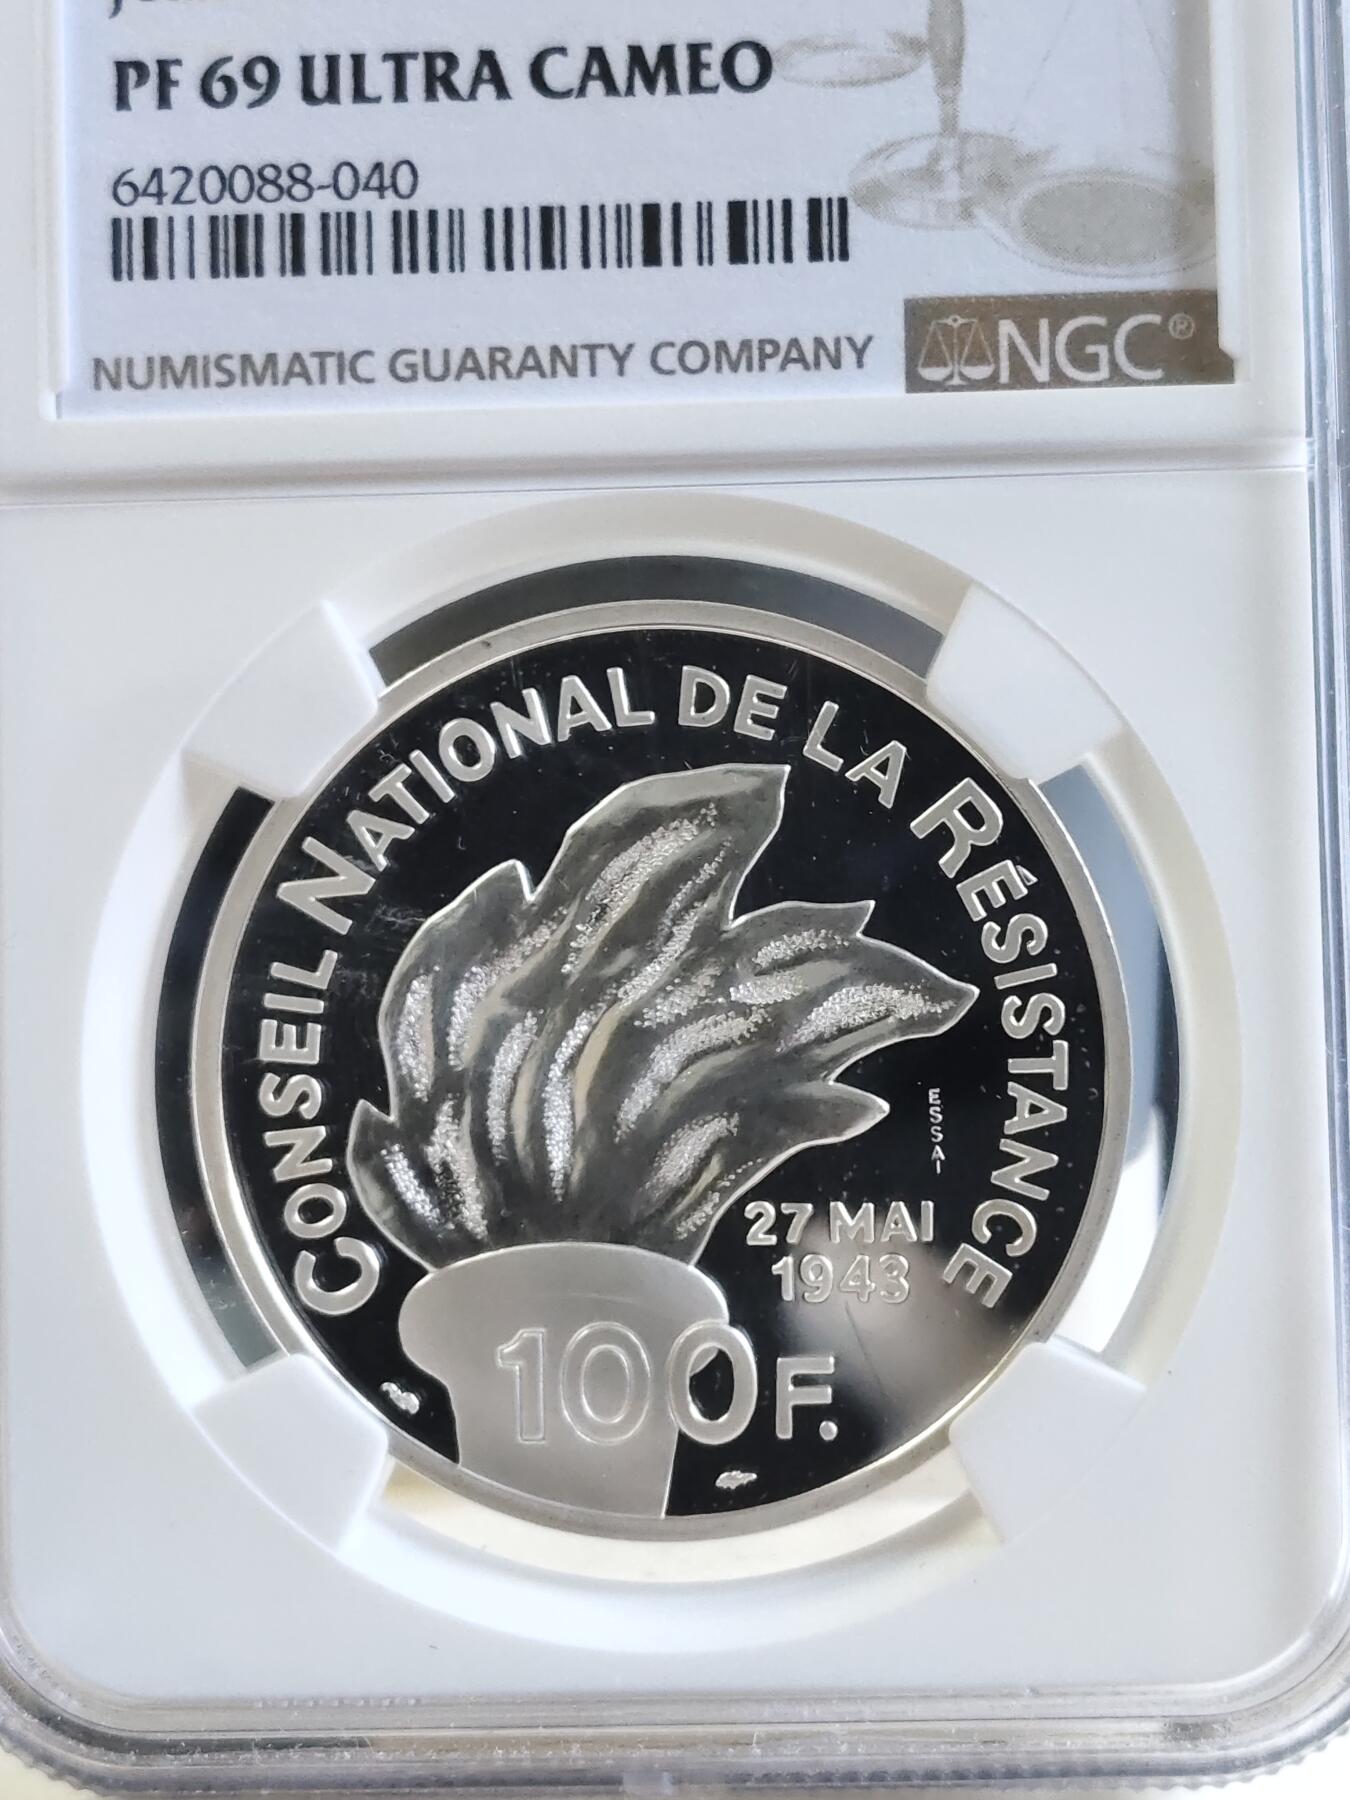 PF 69 ULTRA CAMEO
6420088-040
NUMISMATIC GUARANTY COMPANY
NGC®
CONSEIL NATIONAL DE LA RÉSISTANCE
ESSAI
27 MAI
1943
100F.